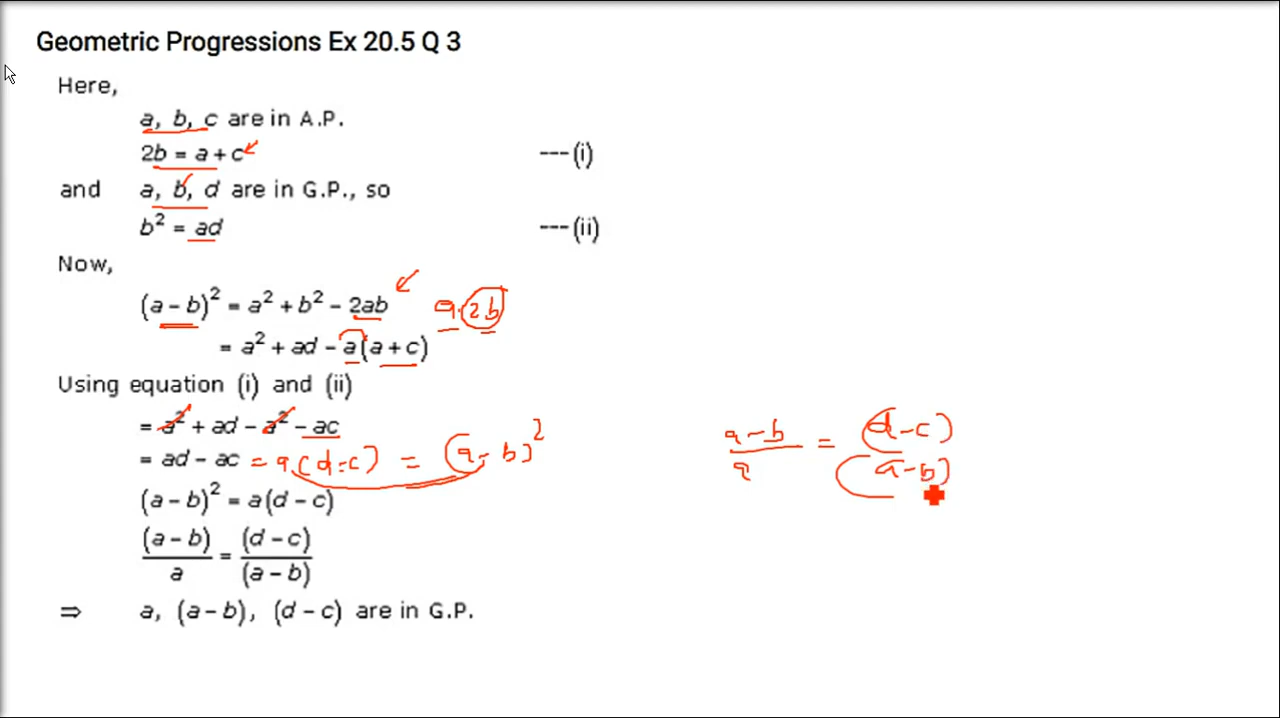 Geometric Progressions Ex 20.5 Q 3
Here,
a, b, c are in A.P.
2b = a + c ---(i)
and a, b, d are in G.P., so
b² = ad ---(ii)
Now,
(a - b)² = a² + b² - 2ab a·2b
= a² + ad - a(a + c)
Using equation (i) and (ii)
= a² + ad - a² - ac
= ad - ac = a(d-c) = (a-b)²
(a - b)² = a(d - c)
(a - b)/a = (d - c)/(a - b)
a-b/a = (d-c)/(a-b)
⇒ a, (a - b), (d - c) are in G.P.